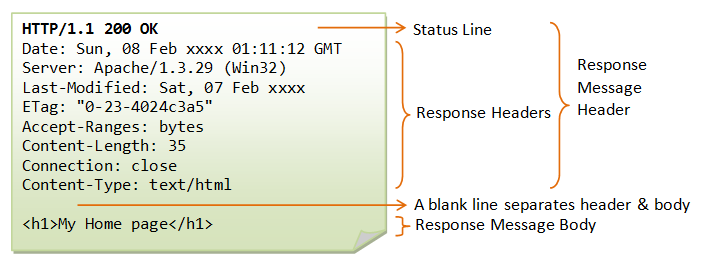 HTTP/1.1 200 OK
Date: Sun, 08 Feb xxxx 01:11:12 GMT
Server: Apache/1.3.29 (Win32)
Last-Modified: Sat, 07 Feb xxxx
ETag: "0-23-4024c3a5"
Accept-Ranges: bytes
Content-Length: 35
Connection: close
Content-Type: text/html
<h1>My Home page</h1>
Status Line
Response Headers
Response
Message
Header
A blank line separates header & body
Response Message Body